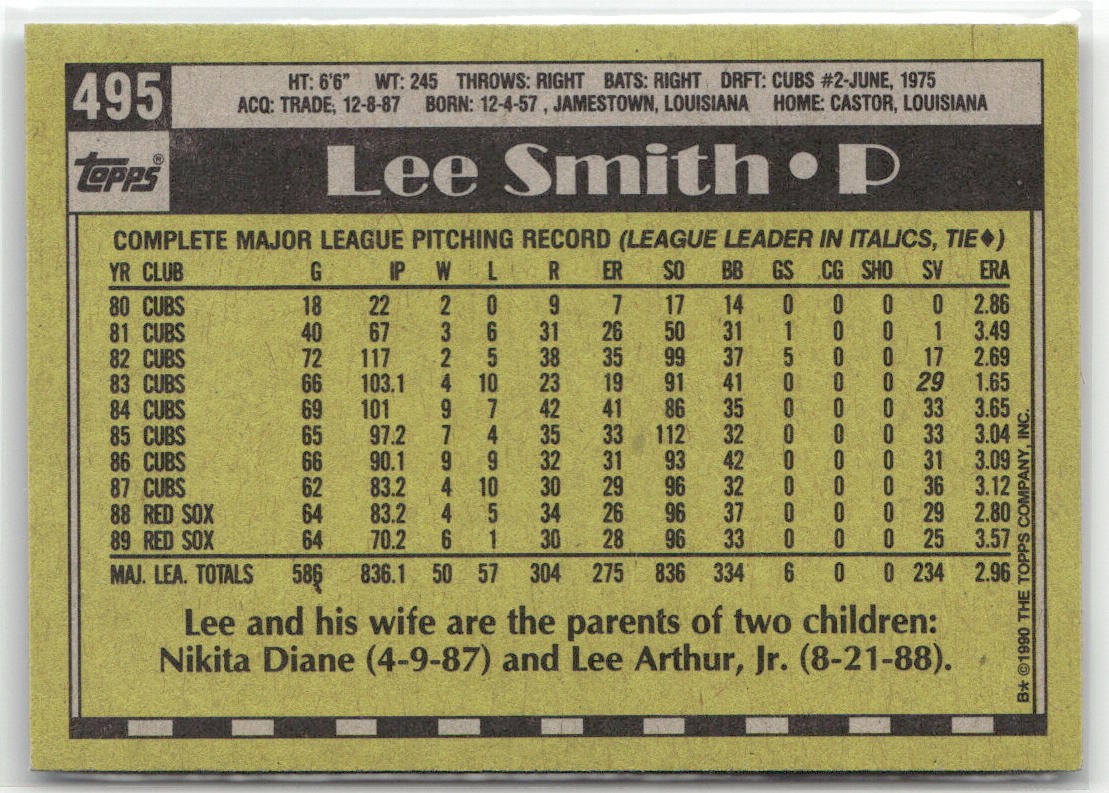 495
HT: 6'6" WT: 245 THROWS: RIGHT BATS: RIGHT DRFT: CUBS #2-JUNE, 1975
ACQ: TRADE, 12-8-87 BORN: 12-4-57 , JAMESTOWN, LOUISIANA HOME: CASTOR, LOUISIANA
TOPPS®
Lee Smith • P
COMPLETE MAJOR LEAGUE PITCHING RECORD (LEAGUE LEADER IN ITALICS, TIE♦)
YR CLUB G IP W L R ER SO BB GS CG SHO SV ERA
80 CUBS 18 22 2 0 9 7 17 14 0 0 0 0 2.86
81 CUBS 40 67 3 6 31 26 50 31 1 0 0 1 3.49
82 CUBS 72 117 2 5 38 35 99 37 5 0 0 17 2.69
83 CUBS 66 103.1 4 10 23 19 91 41 0 0 0 29 1.65
84 CUBS 69 101 9 7 42 41 86 35 0 0 0 33 3.65
85 CUBS 65 97.2 7 4 35 33 112 32 0 0 0 33 3.04
86 CUBS 66 90.1 9 9 32 31 93 42 0 0 0 31 3.09
87 CUBS 62 83.2 4 10 30 29 96 32 0 0 0 36 3.12
88 RED SOX 64 83.2 4 5 34 26 96 37 0 0 0 29 2.80
89 RED SOX 64 70.2 6 1 30 28 96 33 0 0 0 25 3.57
MAJ. LEA. TOTALS 586 836.1 50 57 304 275 836 334 6 0 0 234 2.96
Lee and his wife are the parents of two children:
Nikita Diane (4-9-87) and Lee Arthur, Jr. (8-21-88).
B★ ©1990 THE TOPPS COMPANY, INC.